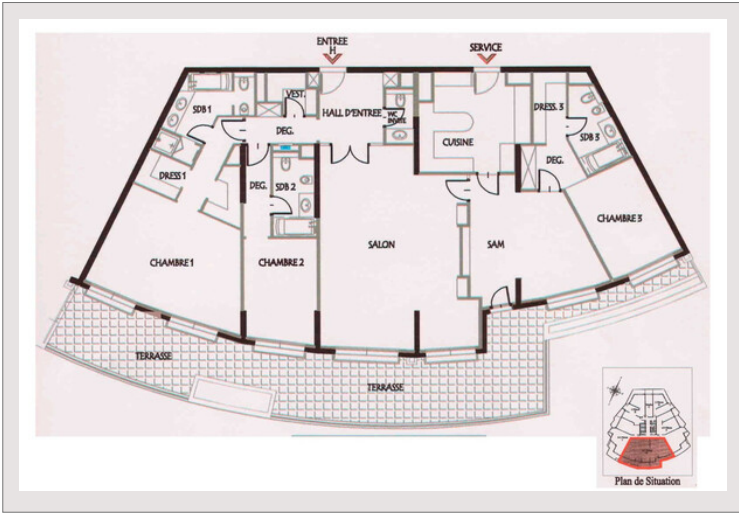 ENTREE
H
SERVICE
SDB 1
VEST.
HALL D'ENTREE
WC
INVITE
DEG.
CUISINE
DRESS. 3
SDB 3
DEG.
DRESS 1
DEG.
SDB 2
CHAMBRE 3
CHAMBRE 1
CHAMBRE 2
SALON
SAM
TERRASSE
TERRASSE
Plan de Situation